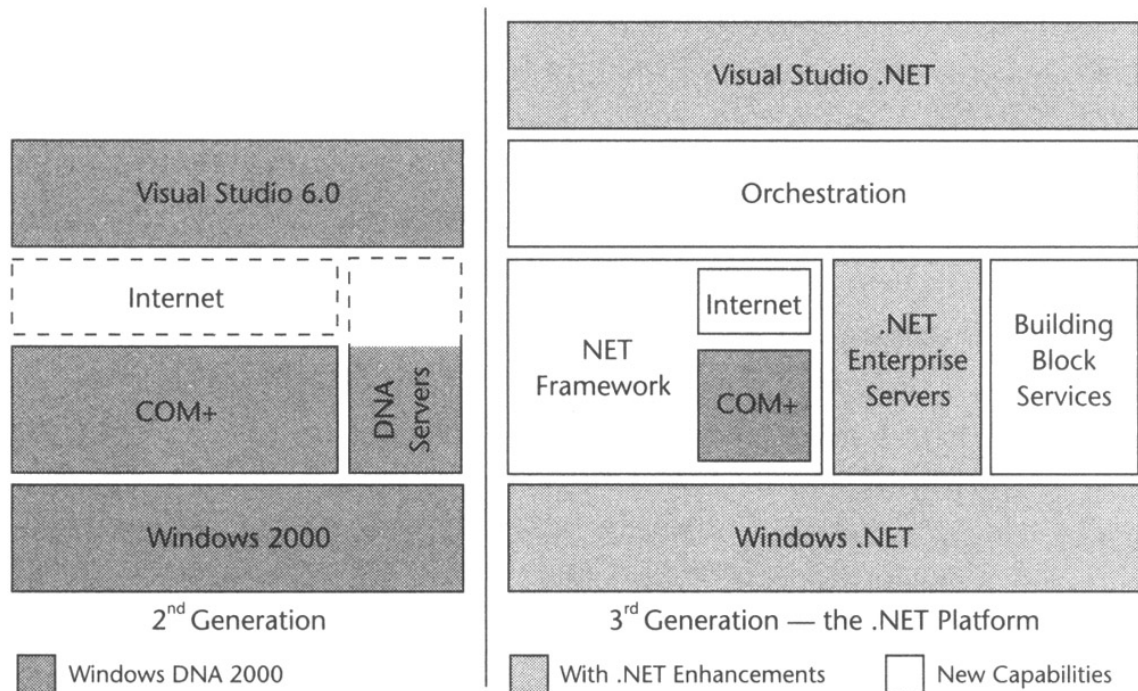 Visual Studio 6.0
Internet
COM+
DNA
Servers
Windows 2000
2nd Generation
Windows DNA 2000
Visual Studio .NET
Orchestration
NET
Framework
Internet
COM+
.NET
Enterprise
Servers
Building
Block
Services
Windows .NET
3rd Generation — the .NET Platform
With .NET Enhancements
New Capabilities